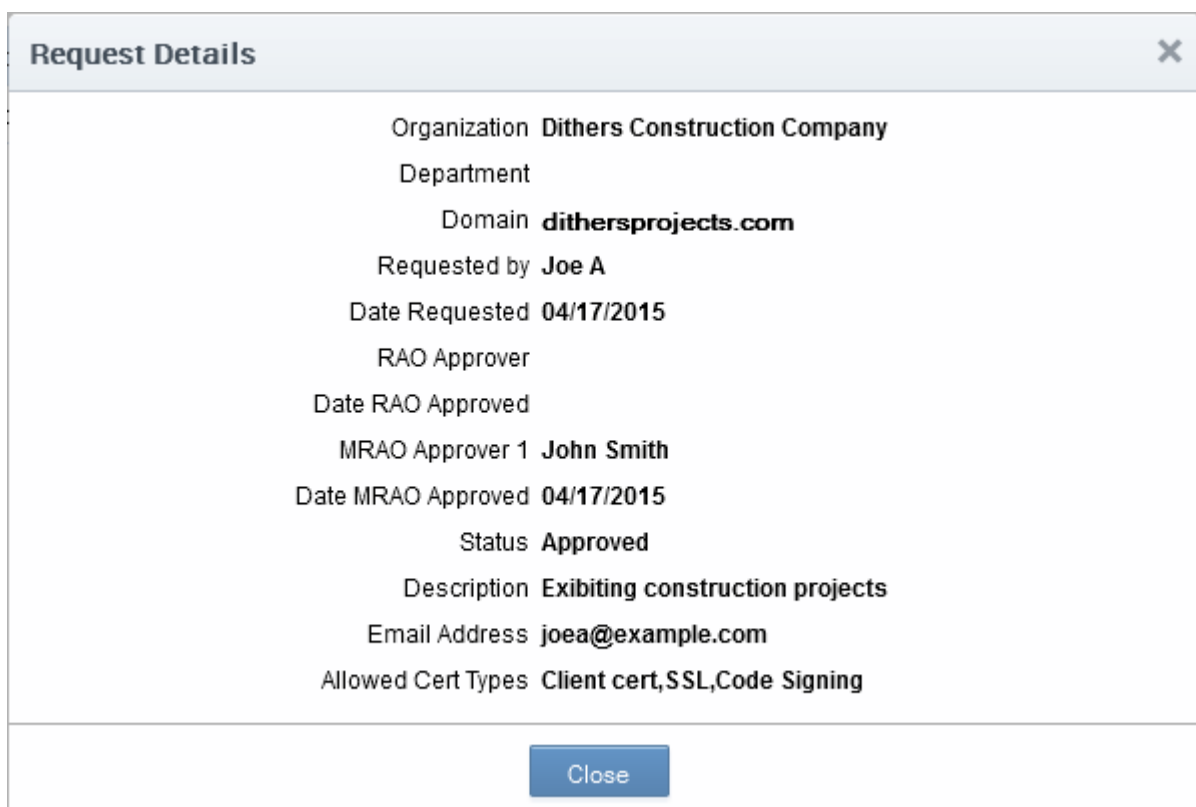 Request Details
Organization Dithers Construction Company
Department
Domain dithersprojects.com
Requested by Joe A
Date Requested 04/17/2015
RAO Approver
Date RAO Approved
MRAO Approver 1 John Smith
Date MRAO Approved 04/17/2015
Status Approved
Description Exibiting construction projects
Email Address joea@example.com
Allowed Cert Types Client cert,SSL,Code Signing
Close